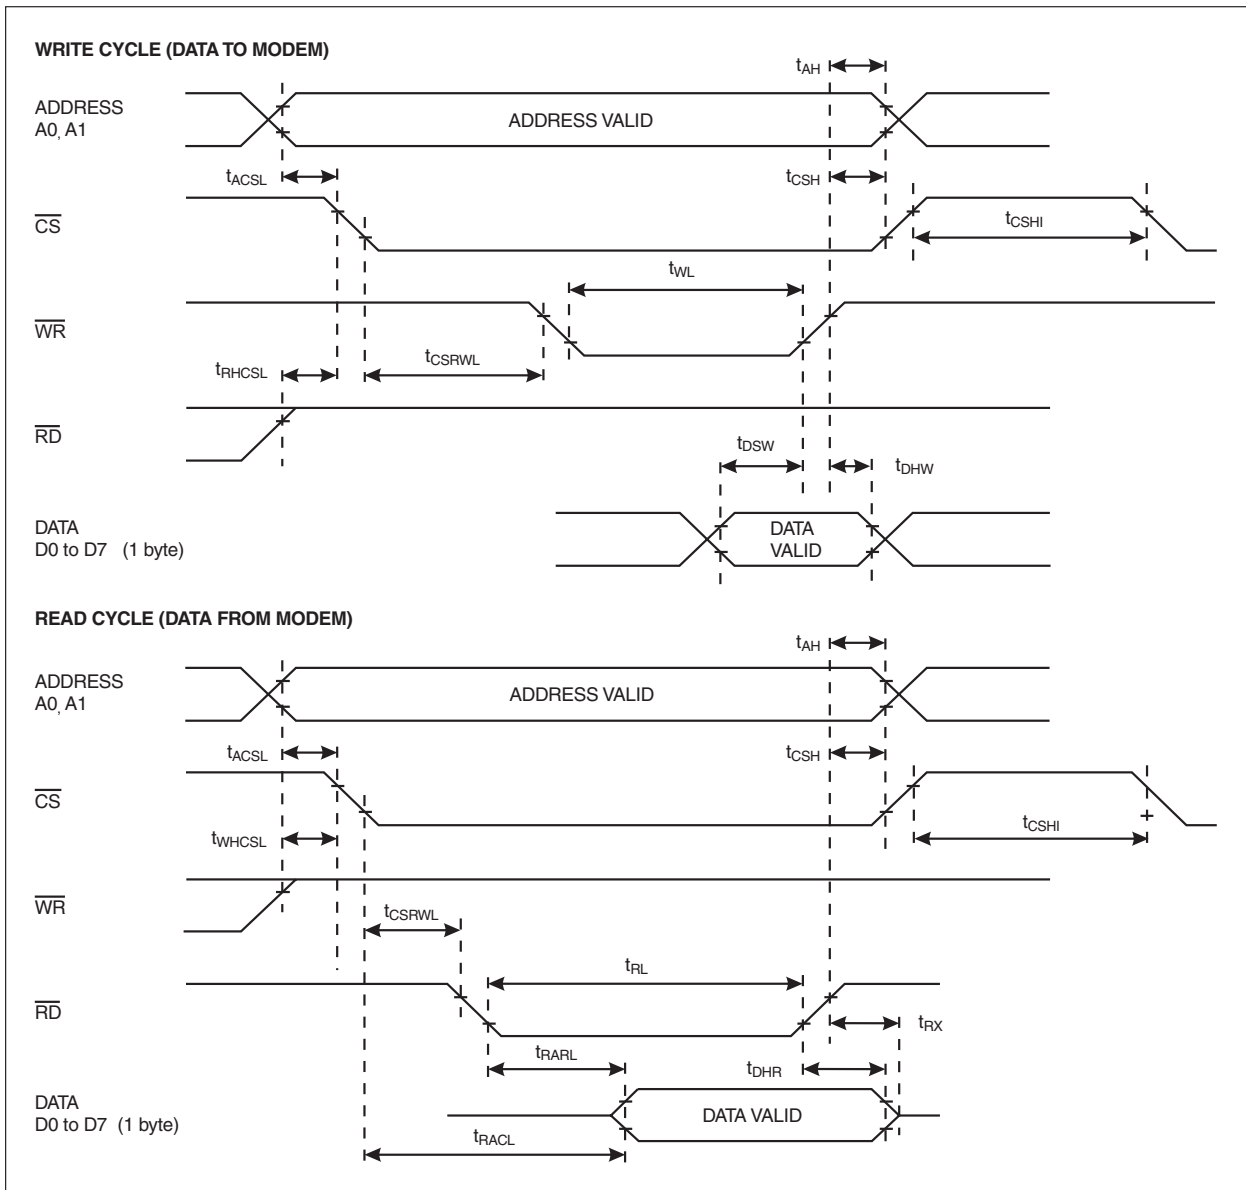 WRITE CYCLE (DATA TO MODEM)
tAH
ADDRESS
A0, A1
ADDRESS VALID
tACSL
tCSH
CS
tCSHI
tWL
WR
tRHCSL
tCSRWL
RD
tDSW
tDHW
DATA
D0 to D7 (1 byte)
DATA
VALID
READ CYCLE (DATA FROM MODEM)
tAH
ADDRESS
A0, A1
ADDRESS VALID
tACSL
tCSH
CS
tWHCSL
tCSHI
WR
tCSRWL
tRL
RD
tRX
tRARL
tDHR
DATA
D0 to D7 (1 byte)
DATA VALID
tRACL